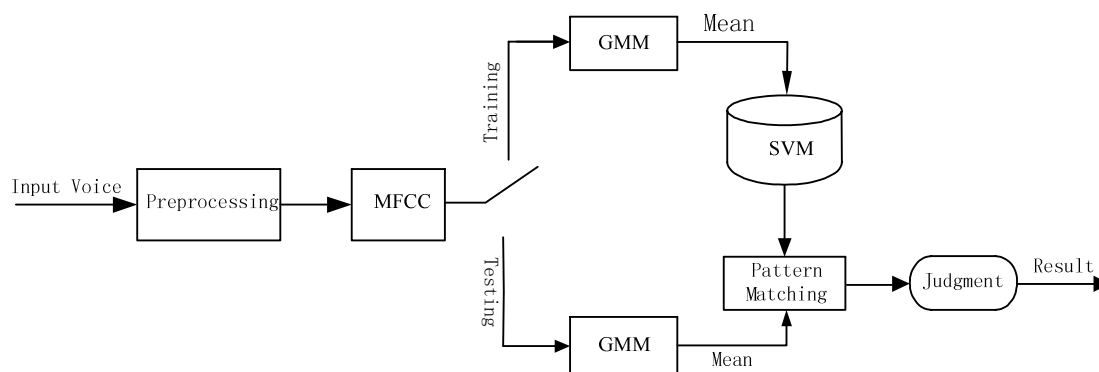 Input Voice
Preprocessing
MFCC
Training
GMM
Mean
SVM
Testing
GMM
Mean
Pattern
Matching
Judgment
Result